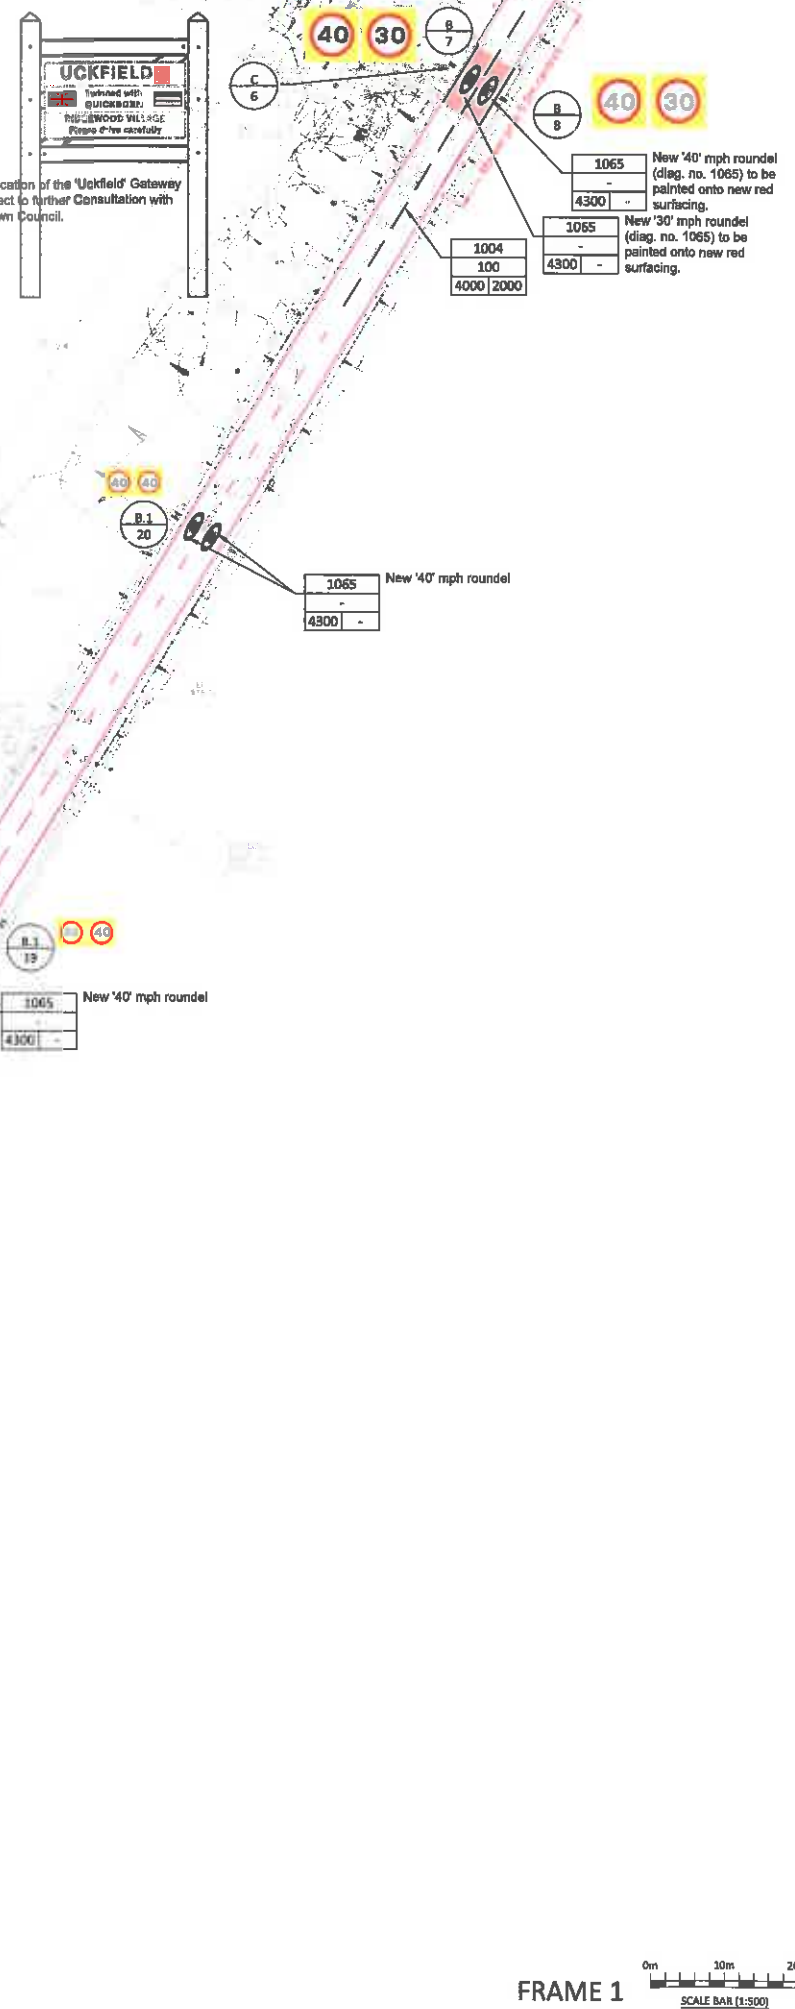 UCKFIELD
Twinned with
QUICKBORN
RIDGEWOOD VILLAGE
Please drive carefully
cation of the 'Uckfield' Gateway
ect to further Consultation with
wn Council.
40 30
8
7
C
6
B
8
40 30
1065
-
4300 -
New '40' mph roundel
(diag. no. 1065) to be
painted onto new red
surfacing.
1065
-
4300 -
New '30' mph roundel
(diag. no. 1065) to be
painted onto new red
surfacing.
1004
100
4000 2000
40 40
B.1
20
1065
-
4300 -
New '40' mph roundel
40
B.1
19
1065
-
4300 -
New '40' mph roundel
FRAME 1
0m 10m 20
SCALE BAR (1:500)